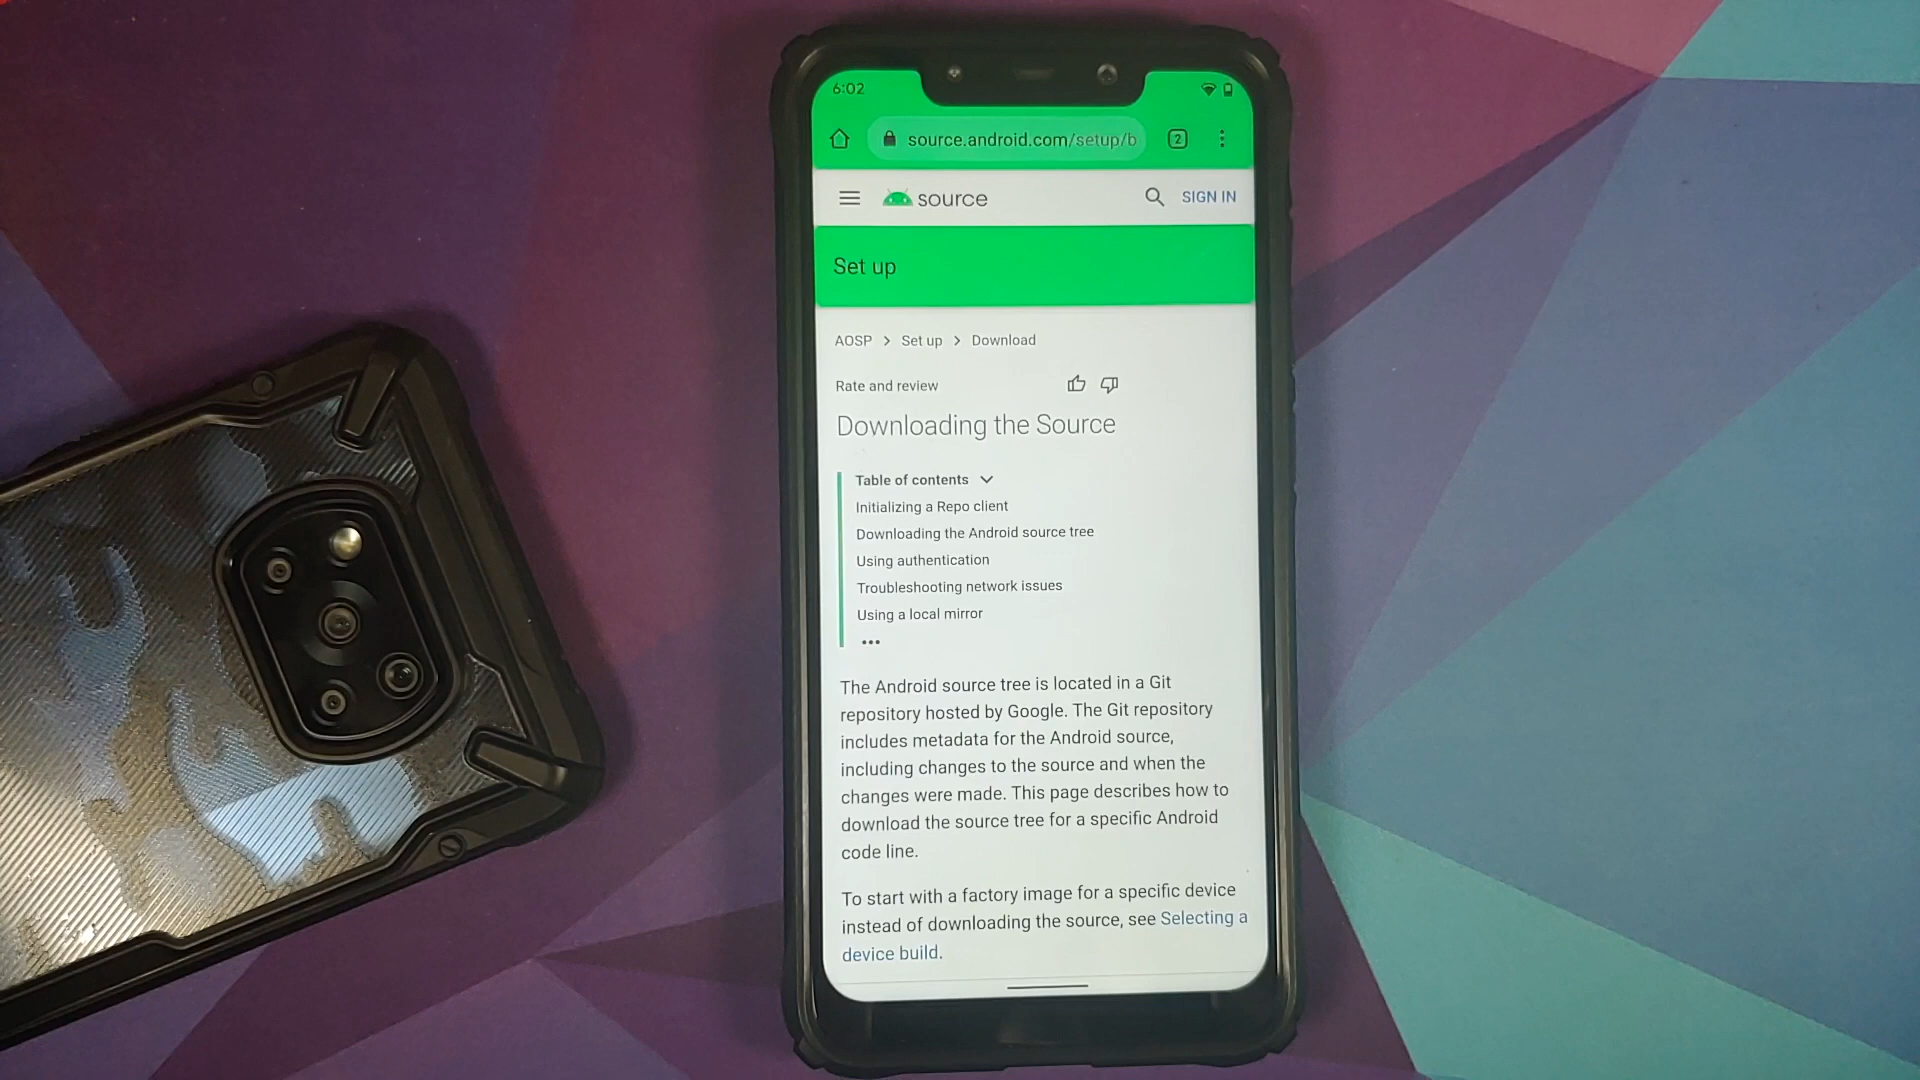 6:02
source.android.com/setup/b
2
source
SIGN IN
Set up
AOSP > Set up > Download
Rate and review
Downloading the Source
Table of contents
Initializing a Repo client
Downloading the Android source tree
Using authentication
Troubleshooting network issues
Using a local mirror
•••
The Android source tree is located in a Git
repository hosted by Google. The Git repository
includes metadata for the Android source,
including changes to the source and when the
changes were made. This page describes how to
download the source tree for a specific Android
code line.
To start with a factory image for a specific device
instead of downloading the source, see Selecting a
device build.